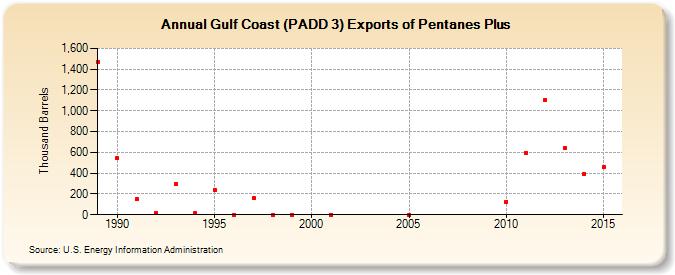 Annual Gulf Coast (PADD 3) Exports of Pentanes Plus
Thousand Barrels
1,600
1,400
1,200
1,000
800
600
400
200
0
1990 1995 2000 2005 2010 2015
Source: U.S. Energy Information Administration